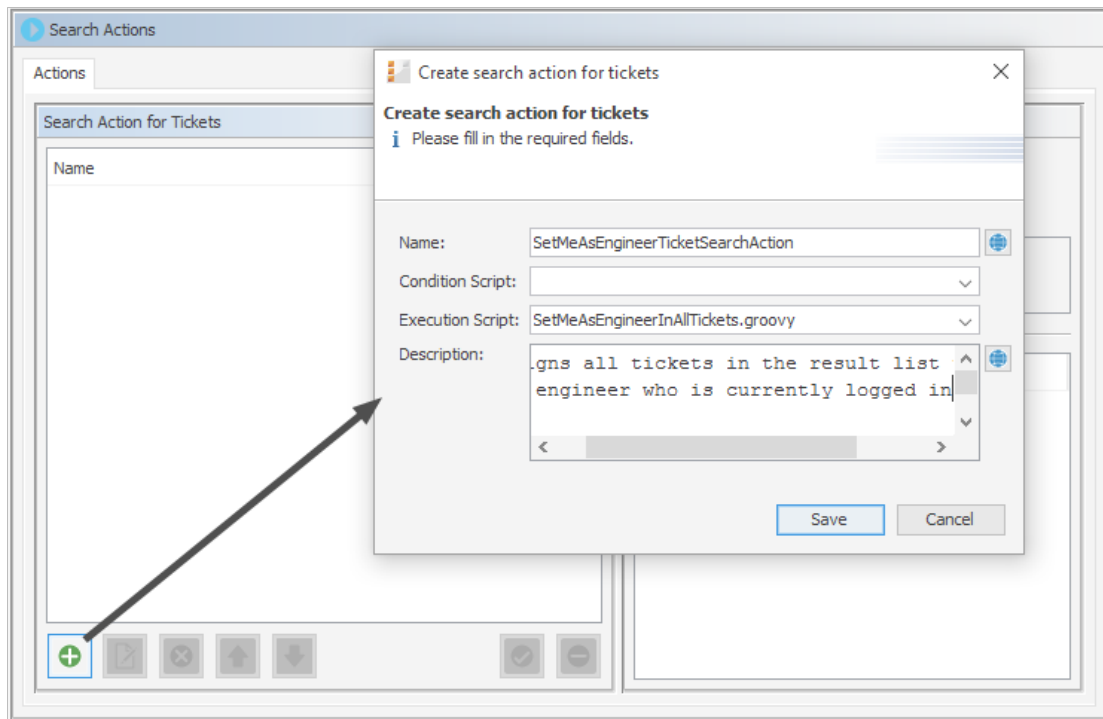 Search Actions
Actions
Search Action for Tickets
Name
Create search action for tickets
Create search action for tickets
i Please fill in the required fields.
Name: SetMeAsEngineerTicketSearchAction
Condition Script:
Execution Script: SetMeAsEngineerInAllTickets.groovy
Description: .gns all tickets in the result list
engineer who is currently logged in
Save Cancel